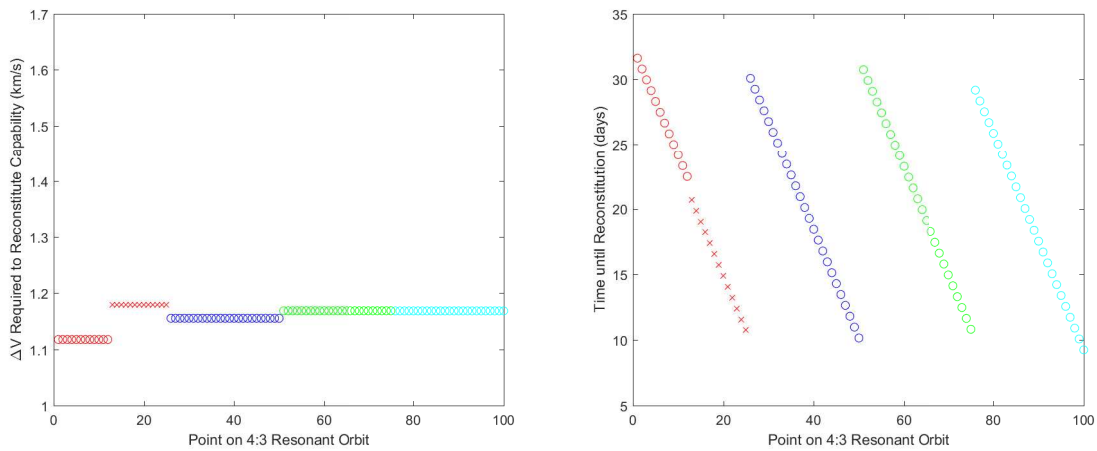 1.7
1.6
1.5
1.4
1.3
1.2
1.1
1
ΔV Required to Reconstitute Capability (km/s)
0 20 40 60 80 100
Point on 4:3 Resonant Orbit
35
30
25
20
15
10
5
Time until Reconstitution (days)
0 20 40 60 80 100
Point on 4:3 Resonant Orbit